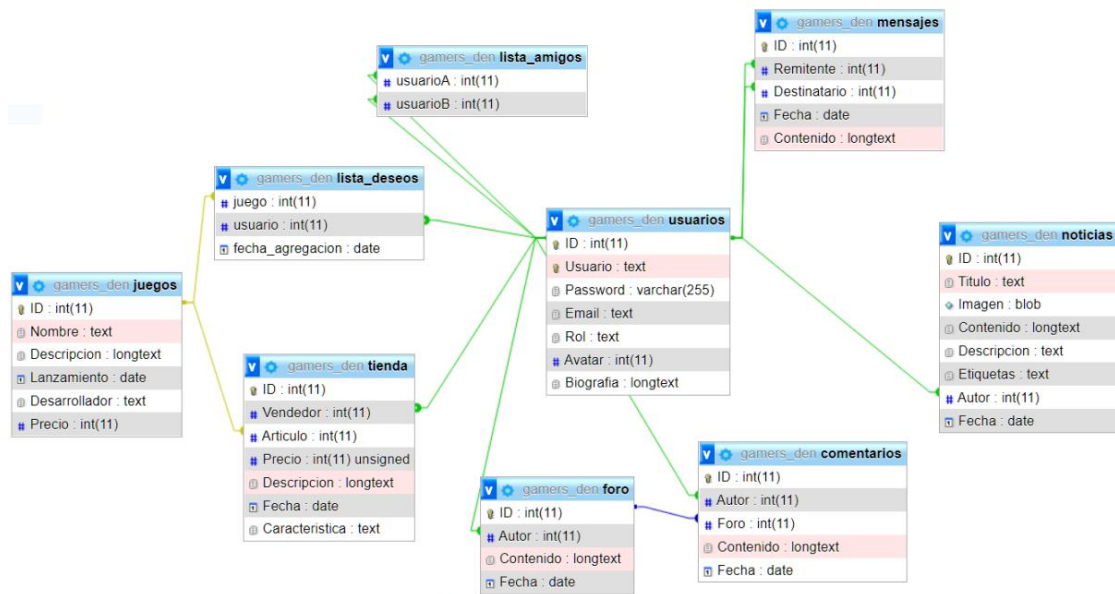 gamers_den lista_amigos
usuarioA : int(11)
usuarioB : int(11)
gamers_den mensajes
ID : int(11)
Remitente : int(11)
Destinatario : int(11)
Fecha : date
Contenido : longtext
gamers_den lista_deseos
juego : int(11)
usuario : int(11)
fecha_agregacion : date
gamers_den usuarios
ID : int(11)
Usuario : text
Password : varchar(255)
Email : text
Rol : text
Avatar : int(11)
Biografia : longtext
gamers_den noticias
ID : int(11)
Titulo : text
Imagen : blob
Contenido : longtext
Descripcion : text
Etiquetas : text
Autor : int(11)
Fecha : date
gamers_den juegos
ID : int(11)
Nombre : text
Descripcion : longtext
Lanzamiento : date
Desarrollador : text
Precio : int(11)
gamers_den tienda
ID : int(11)
Vendedor : int(11)
Articulo : int(11)
Precio : int(11) unsigned
Descripcion : longtext
Fecha : date
Caracteristica : text
gamers_den foro
ID : int(11)
Autor : int(11)
Contenido : longtext
Fecha : date
gamers_den comentarios
ID : int(11)
Autor : int(11)
Foro : int(11)
Contenido : longtext
Fecha : date